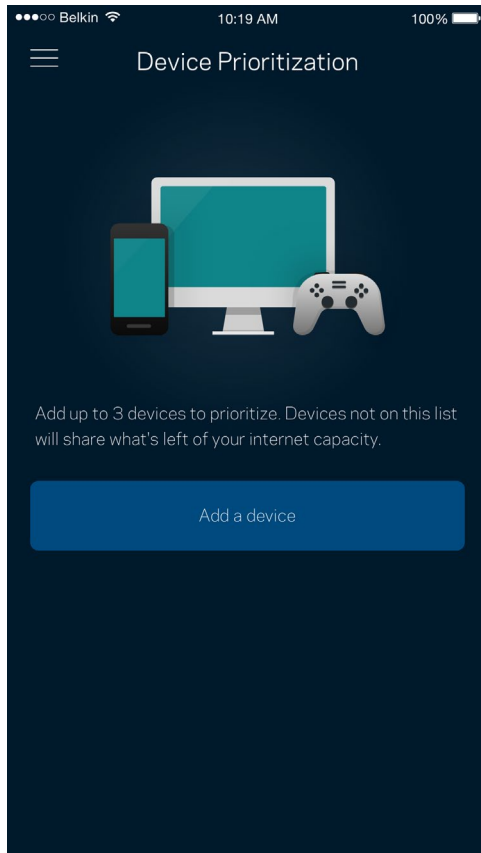 Belkin 10:19 AM 100%
Device Prioritization
Add up to 3 devices to prioritize. Devices not on this list
will share what's left of your internet capacity.
Add a device